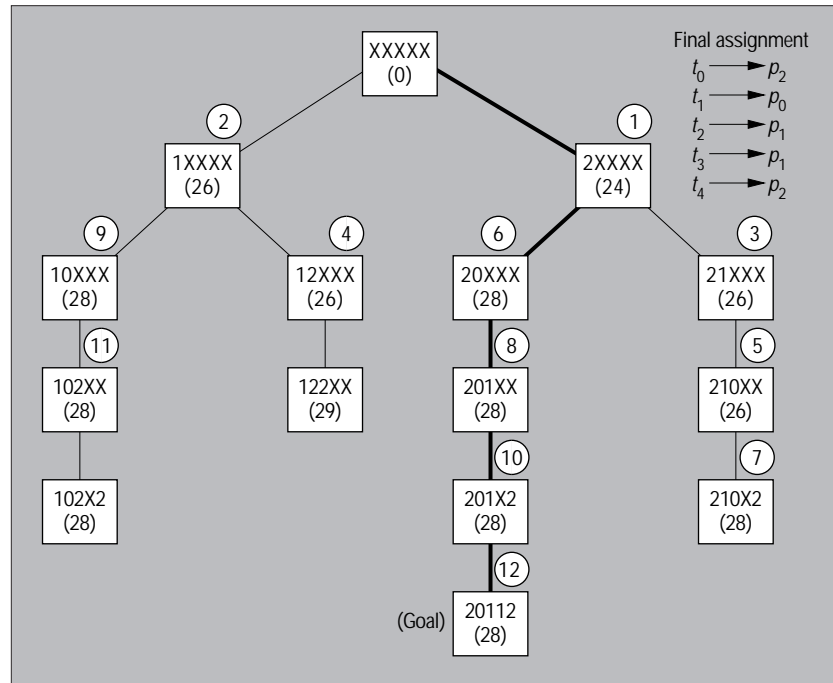 XXXXX
(0)
Final assignment
t0 p2
t1 p0
t2 p1
t3 p1
t4 p2
2
1
1XXXX
(26)
2XXXX
(24)
9
4
6
3
10XXX
(28)
12XXX
(26)
20XXX
(28)
21XXX
(26)
11
8
5
102XX
(28)
122XX
(29)
201XX
(28)
210XX
(26)
10
7
102X2
(28)
201X2
(28)
210X2
(28)
12
(Goal)
20112
(28)